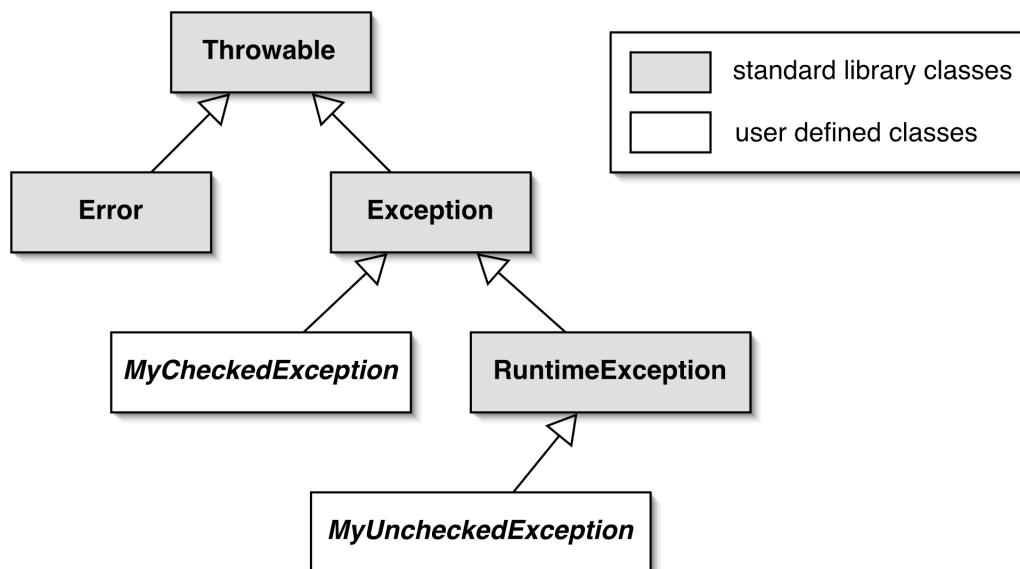 Throwable
standard library classes
user defined classes
Error
Exception
MyCheckedException
RuntimeException
MyUncheckedException